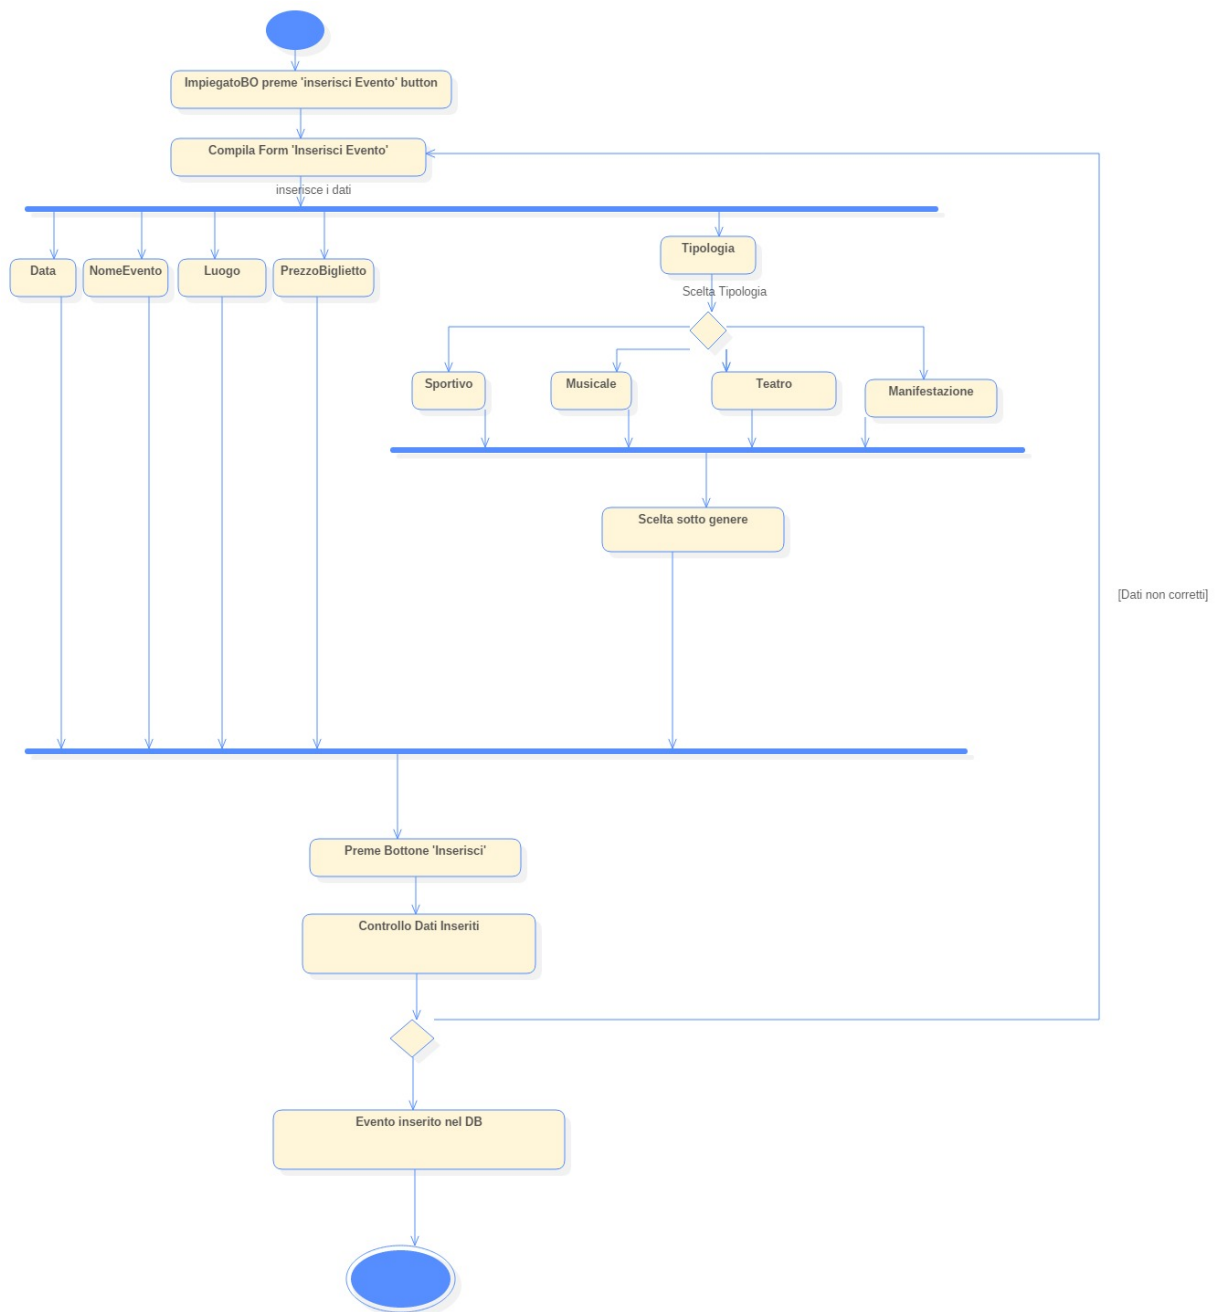 ImpiegatoBO preme 'inserisci Evento' button
Compila Form 'Inserisci Evento'
inserisce i dati
Data
NomeEvento
Luogo
PrezzoBiglietto
Tipologia
Scelta Tipologia
Sportivo
Musicale
Teatro
Manifestazione
Scelta sotto genere
[Dati non corretti]
Preme Bottone 'Inserisci'
Controllo Dati Inseriti
Evento inserito nel DB